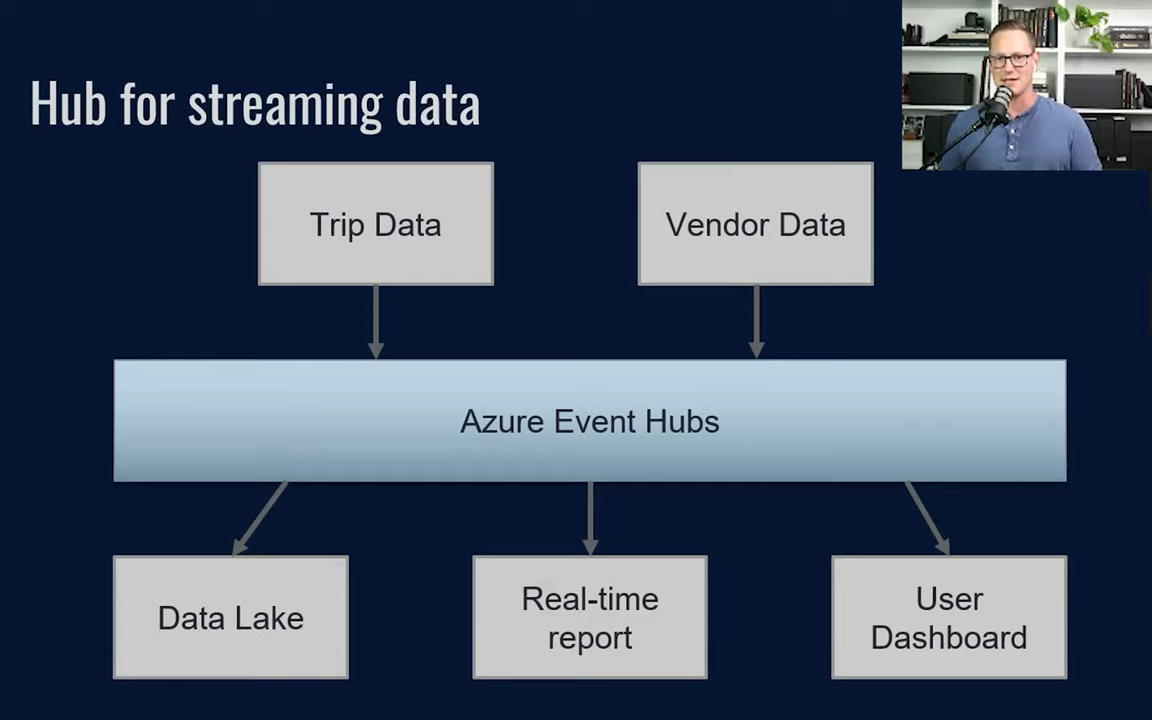 Hub for streaming data
Trip Data
Vendor Data
Azure Event Hubs
Data Lake
Real-time
report
User
Dashboard